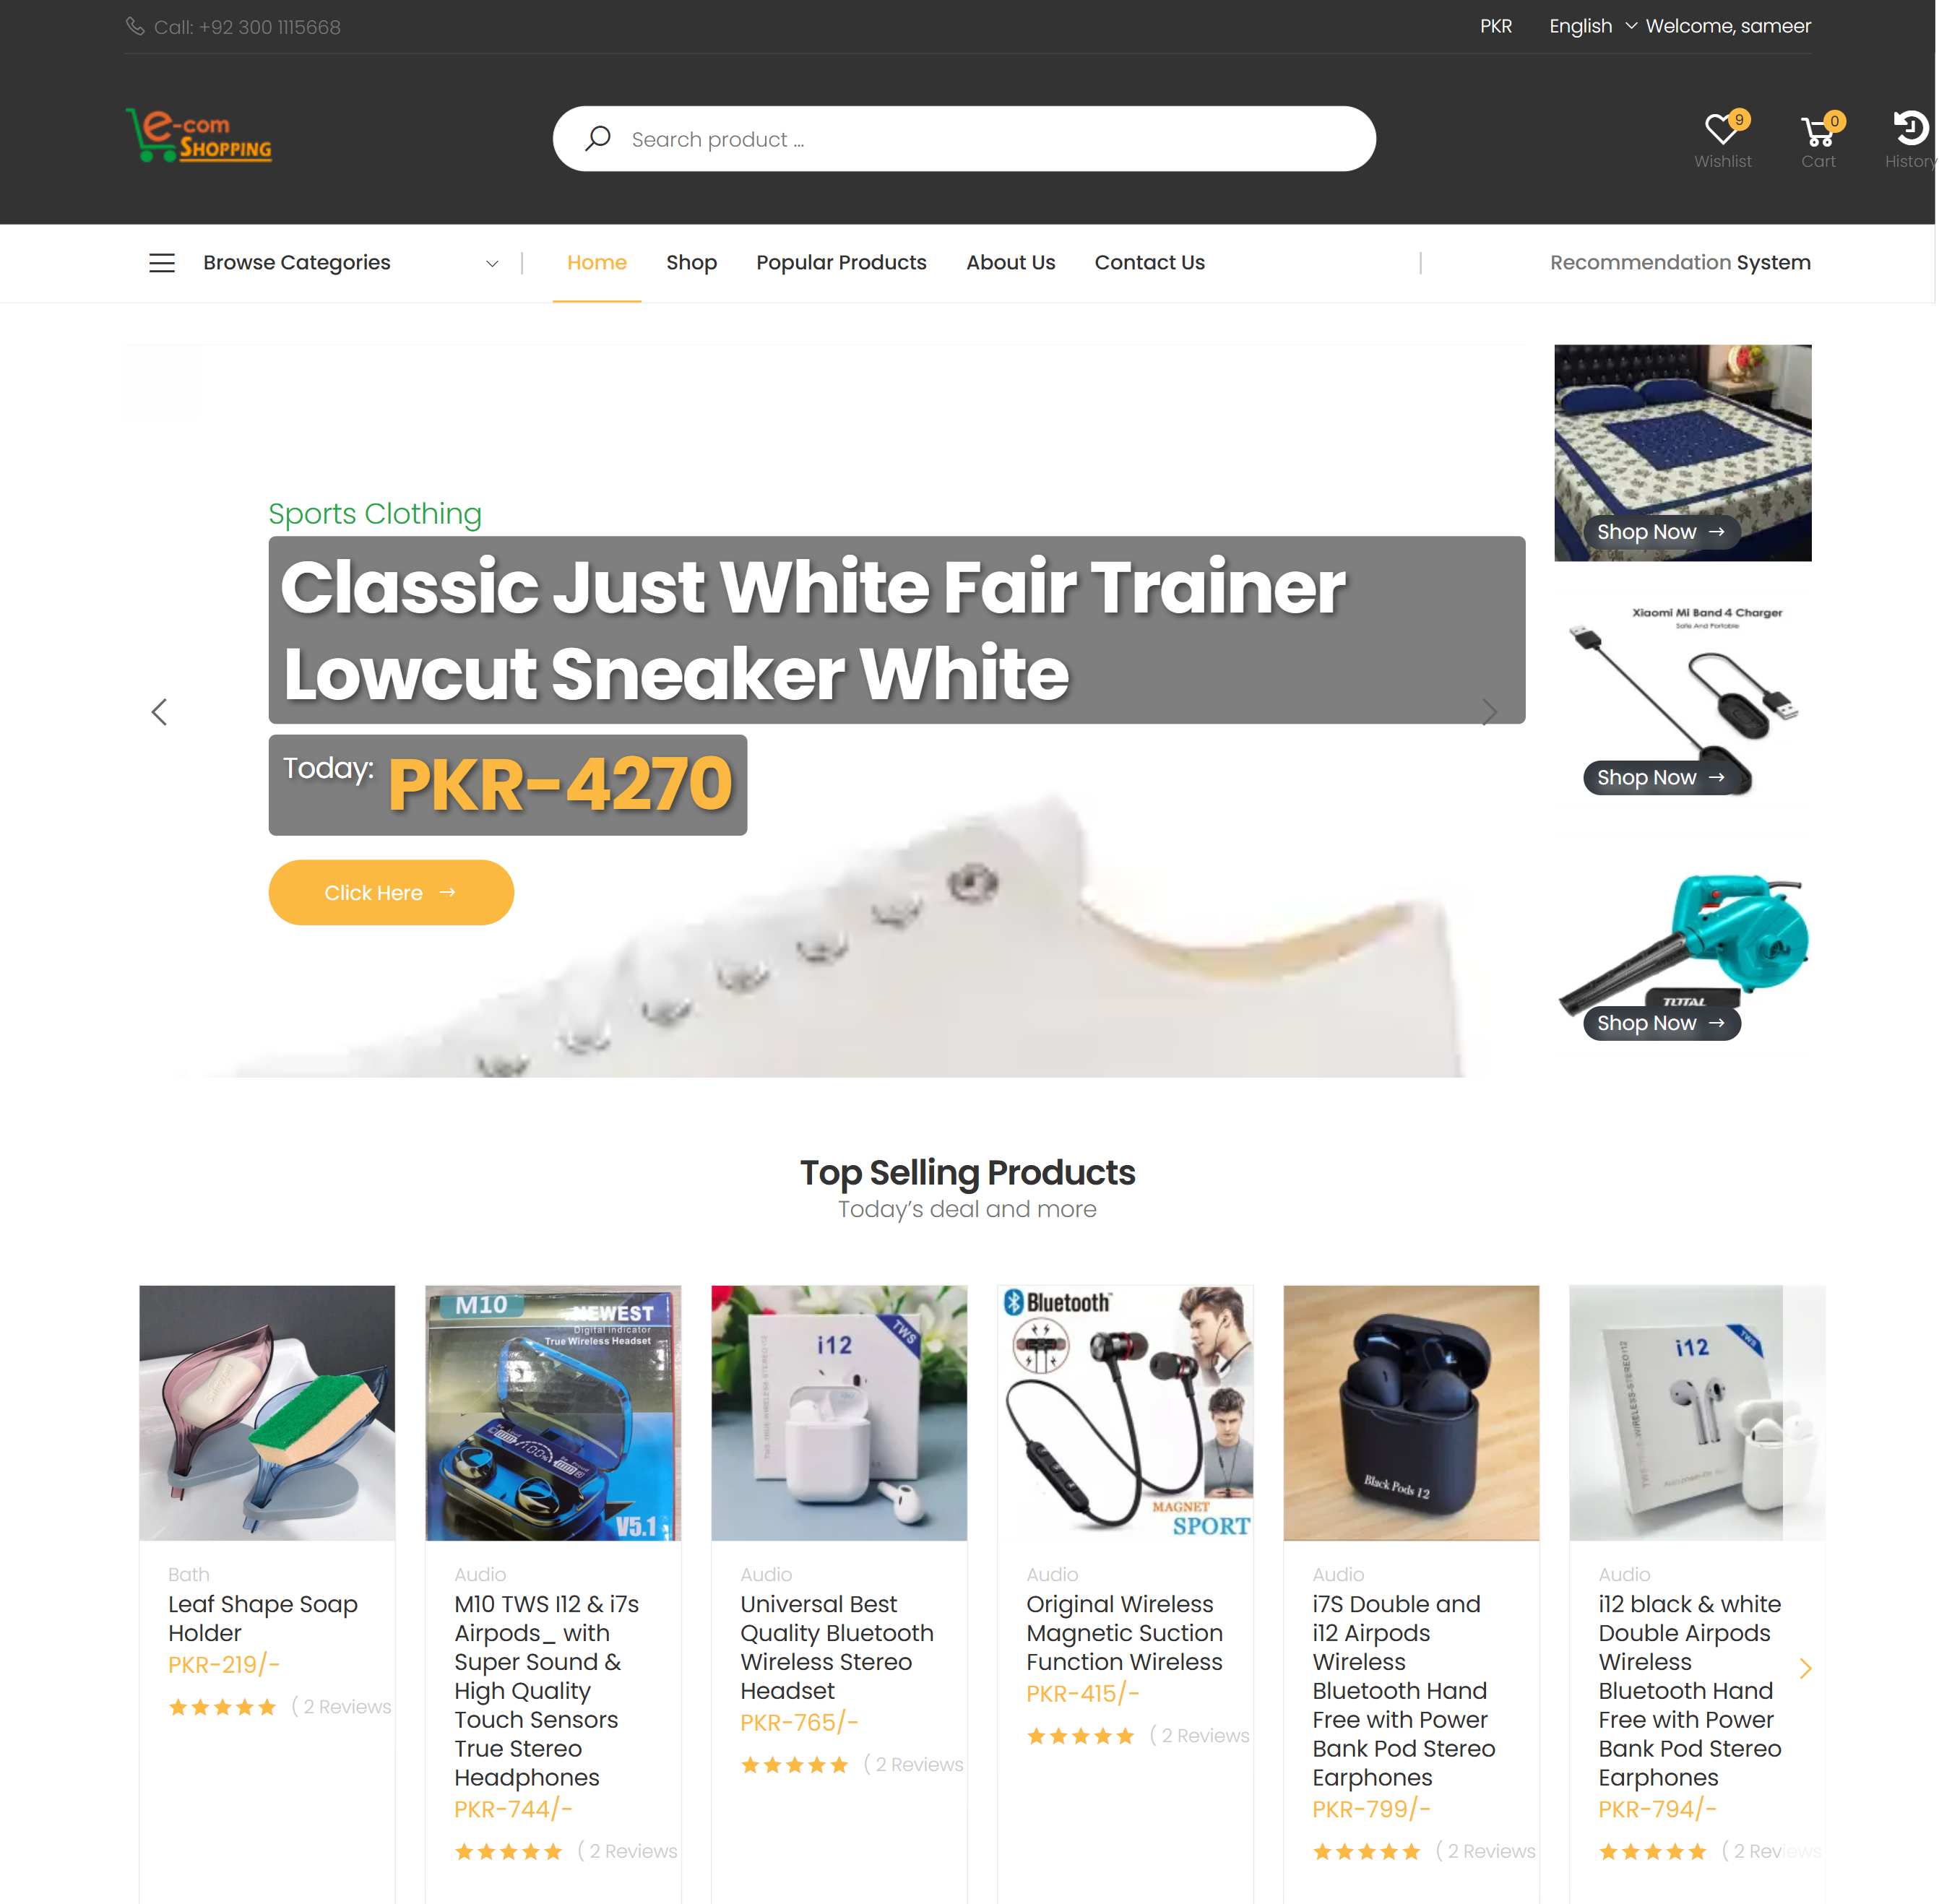 Call: +92 300 1115668
PKR English Welcome, sameer
e-com
SHOPPING
Search product ...
9
0
Wishlist Cart History
Browse Categories
Home Shop Popular Products About Us Contact Us
Recommendation System
Sports Clothing
Classic Just White Fair Trainer
Lowcut Sneaker White
Today: PKR-4270
Click Here →
Shop Now →
Xiaomi Mi Band 4 Charger
Safe And Portable
Shop Now →
TOTAL
Shop Now →
Top Selling Products
Today's deal and more
M10
NEWEST
Digital indicator
True Wireless Headset
100%
V5.1
Bath
Leaf Shape Soap
Holder
PKR-219/-
( 2 Reviews
Audio
M10 TWS I12 & i7s
Airpods_ with
Super Sound &
High Quality
Touch Sensors
True Stereo
Headphones
PKR-744/-
( 2 Reviews
i12
TWS
Audio
Universal Best
Quality Bluetooth
Wireless Stereo
Headset
PKR-765/-
( 2 Reviews
Bluetooth
MAGNET
SPORT
Audio
Original Wireless
Magnetic Suction
Function Wireless
PKR-415/-
( 2 Reviews
Black Pods 12
Audio
i7S Double and
i12 Airpods
Wireless
Bluetooth Hand
Free with Power
Bank Pod Stereo
Earphones
PKR-799/-
( 2 Reviews
i12
TWS
Audio
i12 black & white
Double Airpods
Wireless
Bluetooth Hand
Free with Power
Bank Pod Stereo
Earphones
PKR-794/-
( 2 Reviews